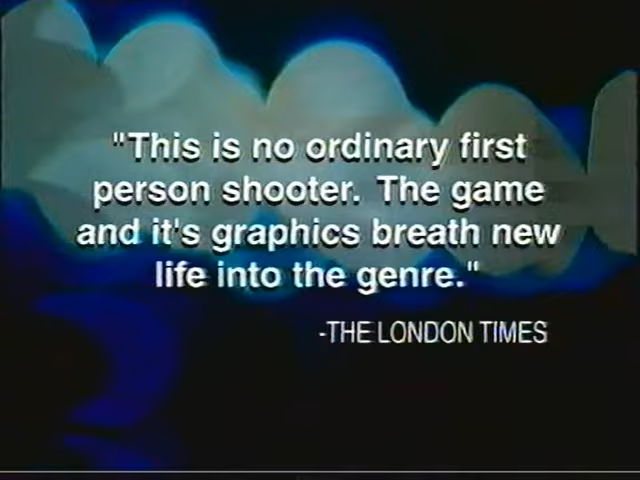 "This is no ordinary first
person shooter. The game
and it's graphics breath new
life into the genre."
-THE LONDON TIMES